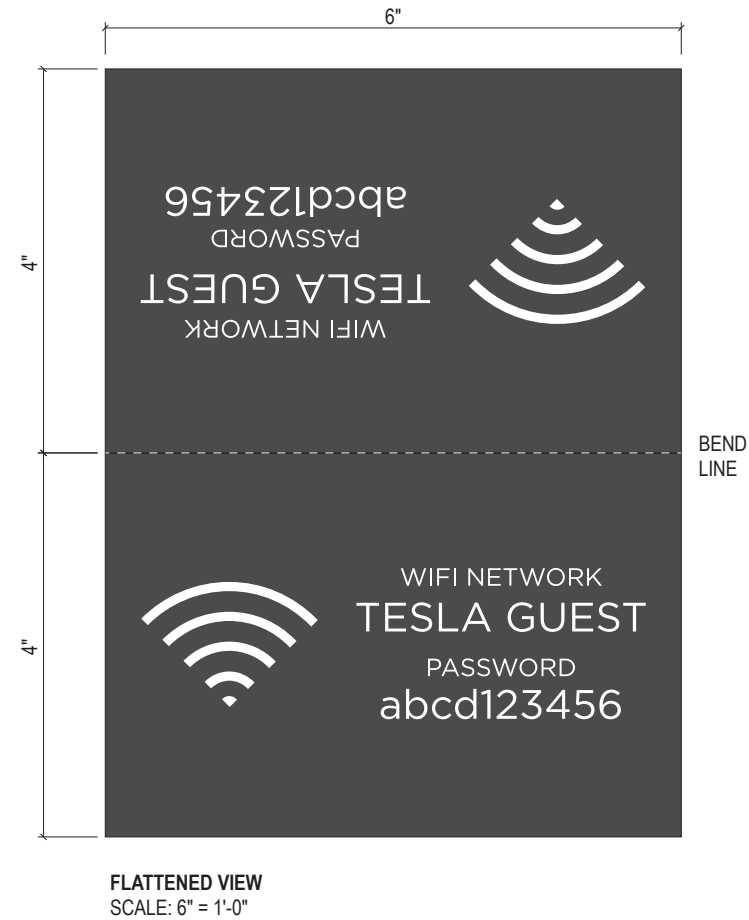 6"
4"
WIFI NETWORK
TESLA GUEST
PASSWORD
abcd123456
BEND
LINE
4"
WIFI NETWORK
TESLA GUEST
PASSWORD
abcd123456
FLATTENED VIEW
SCALE: 6" = 1'-0"